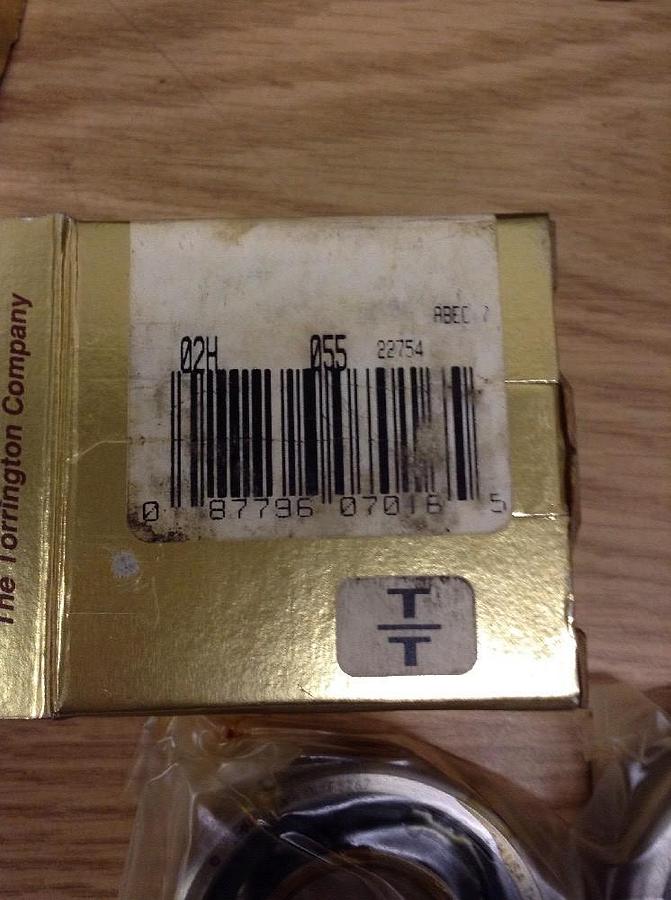 The Torrington Company
ABEC 7
02H 055 22754
0 87796 07016 5
T
T